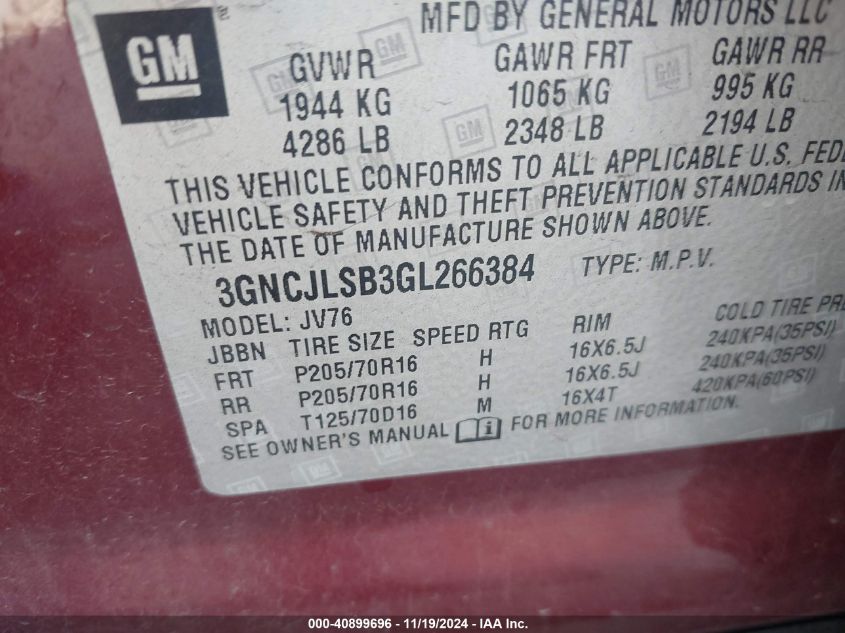 GM
MFD BY GENERAL MOTORS LLC
GVWR GAWR FRT GAWR RR
1944 KG 1065 KG 995 KG
4286 LB 2348 LB 2194 LB
THIS VEHICLE CONFORMS TO ALL APPLICABLE U.S. FEDE
VEHICLE SAFETY AND THEFT PREVENTION STANDARDS IN
THE DATE OF MANUFACTURE SHOWN ABOVE.
3GNCJLSB3GL266384 TYPE: M.P.V.
MODEL: JV76
JBBN TIRE SIZE SPEED RTG RIM COLD TIRE PRE
FRT P205/70R16 H 16X6.5J 240KPA(35PSI)
RR P205/70R16 H 16X6.5J 240KPA(35PSI)
SPA T125/70D16 M 16X4T 420KPA(60PSI)
SEE OWNER'S MANUAL FOR MORE INFORMATION.
000-40899696 - 11/19/2024 - IAAI Inc.